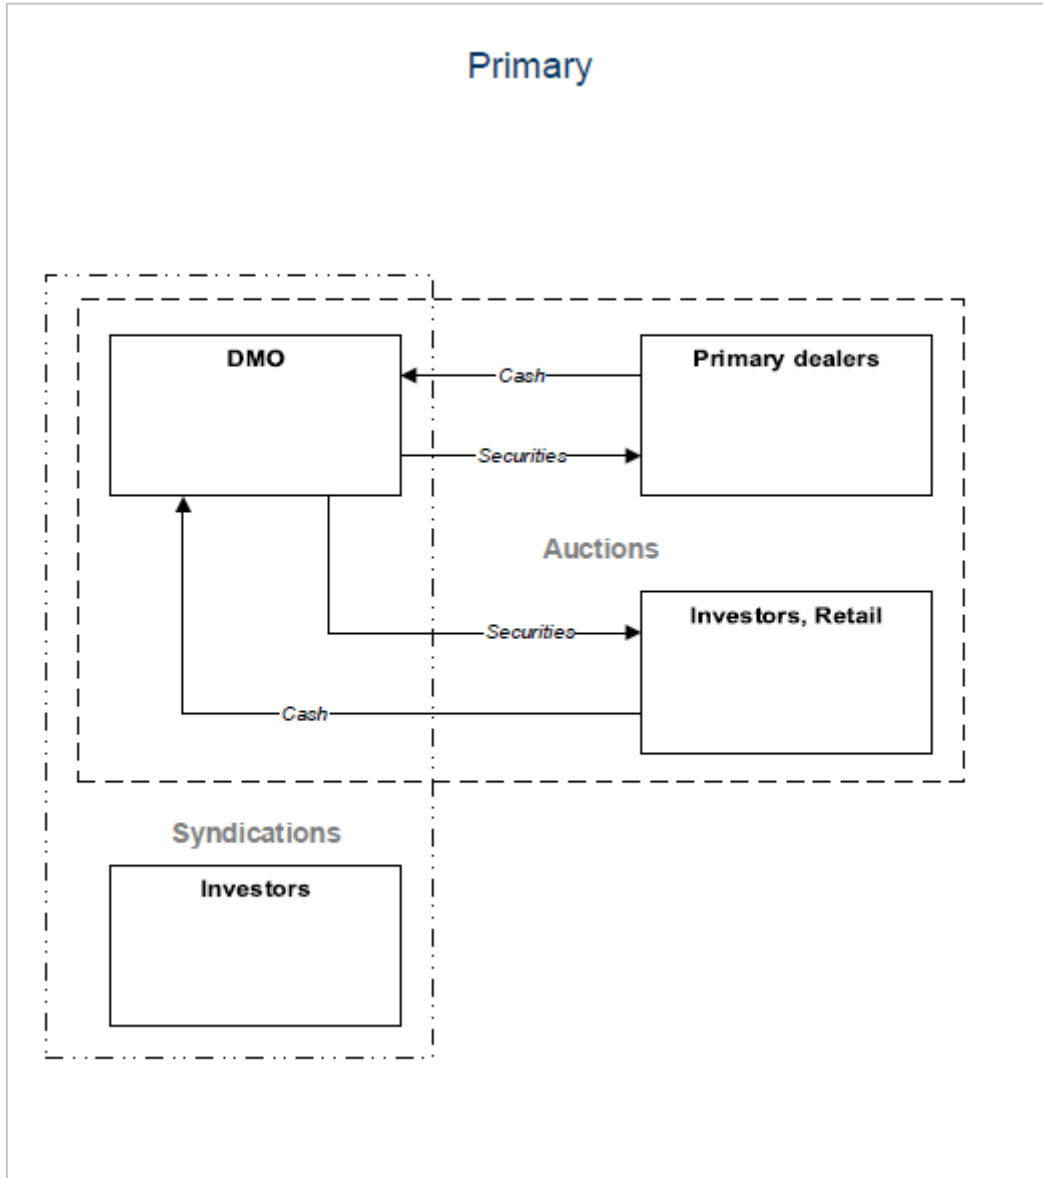 Primary
DMO
Primary dealers
Cash
Securities
Auctions
Investors, Retail
Securities
Cash
Syndications
Investors